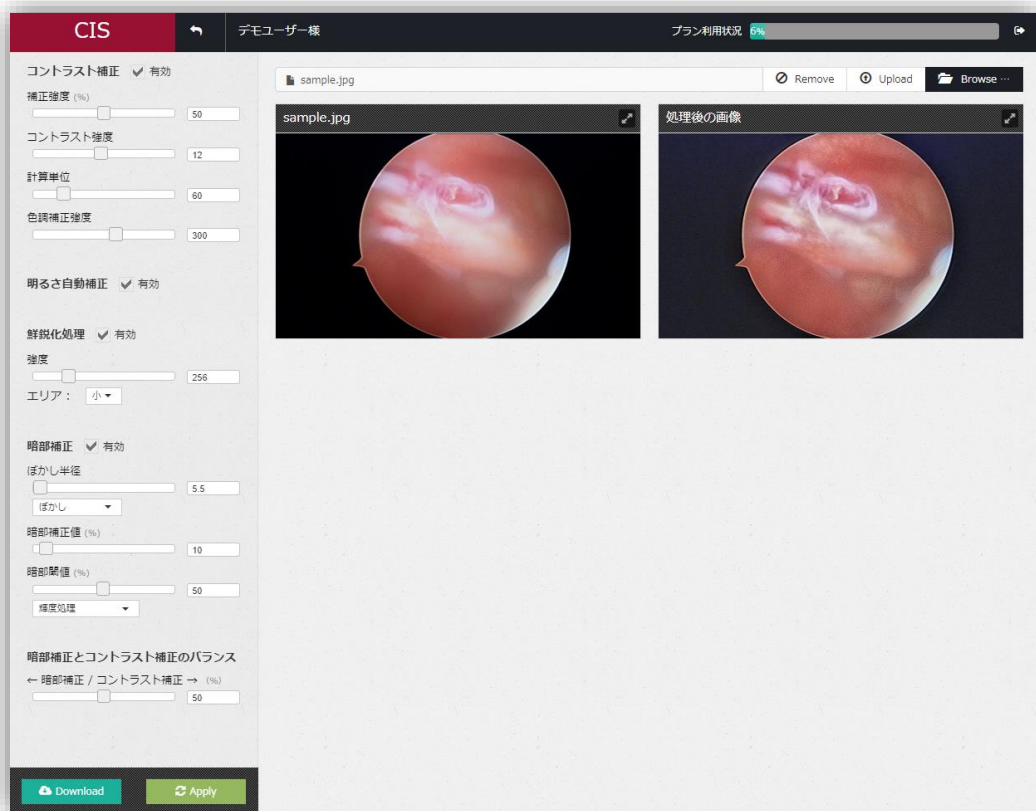 CIS
デモユーザー様
プラン利用状況 6%
コントラスト補正 有効
補正強度 (%)
50
コントラスト強度
12
計算単位
60
色調補正強度
300
明るさ自動補正 有効
鮮鋭化処理 有効
強度
256
エリア： 小
暗部補正 有効
ぼかし半径
5.5
ぼかし
暗部補正値 (%)
10
暗部閾値 (%)
50
輝度処理
暗部補正とコントラスト補正のバランス
← 暗部補正 / コントラスト補正 → (%)
50
Download Apply
sample.jpg Remove Upload Browse ...
sample.jpg
処理後の画像